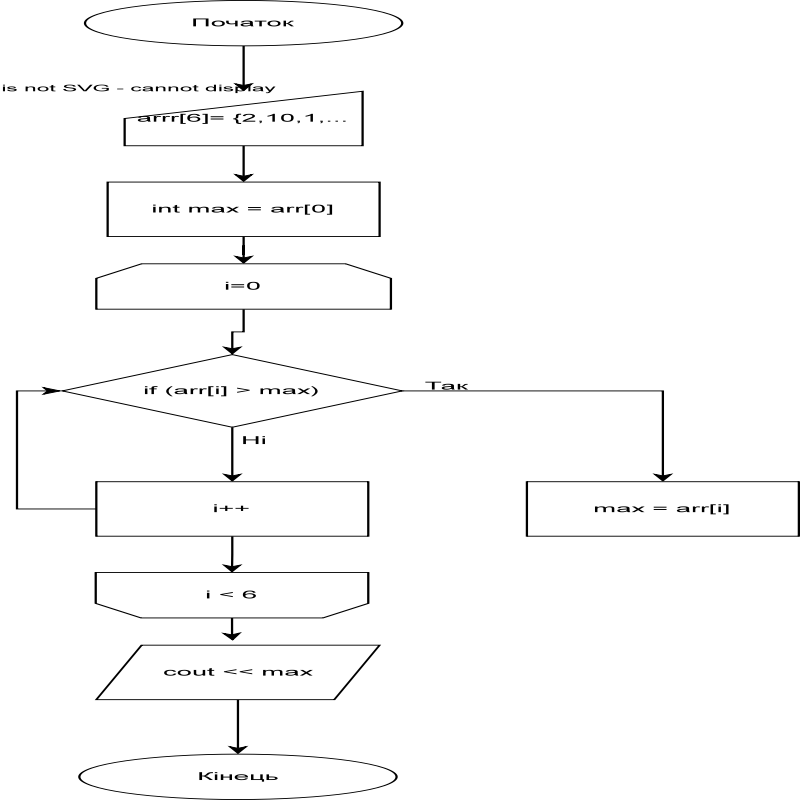 Початок
is not SVG - cannot display
arrr[6]= {2,10,1,...
int max = arr[0]
i=0
if (arr[i] > max)
Так
Ні
i++
max = arr[i]
i < 6
cout << max
Кінець